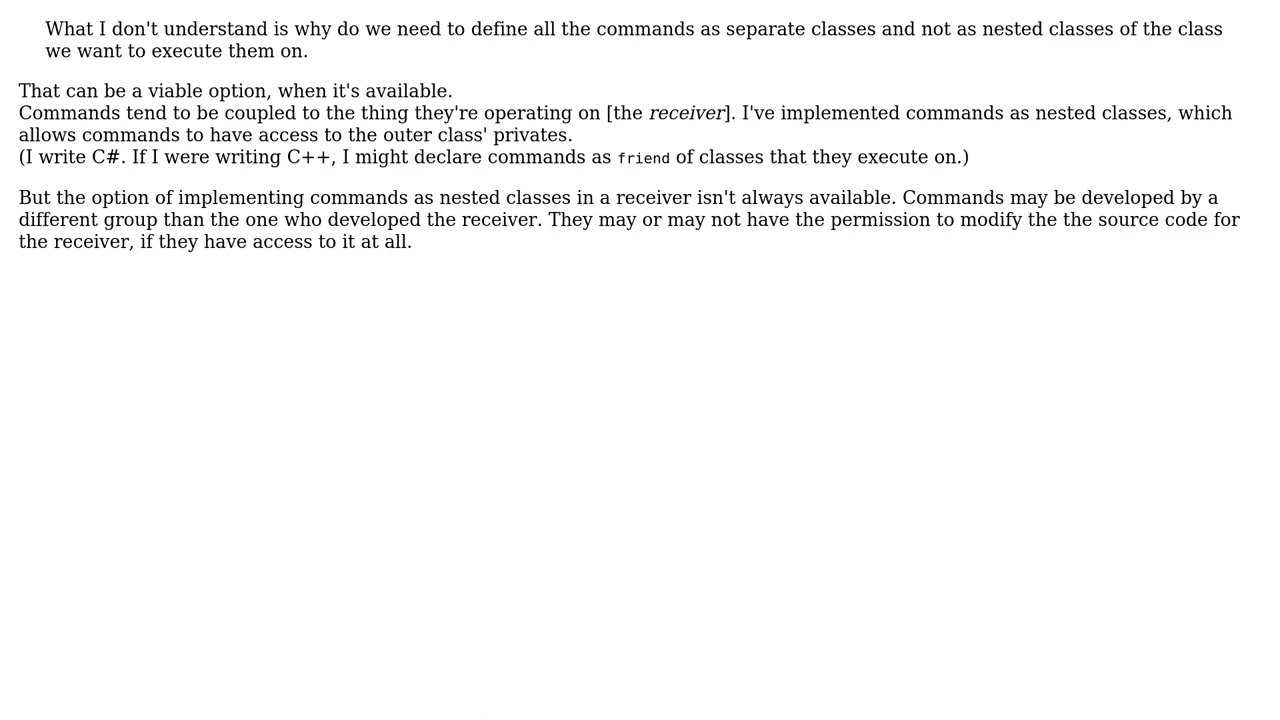 What I don't understand is why do we need to define all the commands as separate classes and not as nested classes of the class
we want to execute them on.
That can be a viable option, when it's available.
Commands tend to be coupled to the thing they're operating on [the receiver]. I've implemented commands as nested classes, which
allows commands to have access to the outer class' privates.
(I write C#. If I were writing C++, I might declare commands as friend of classes that they execute on.)
But the option of implementing commands as nested classes in a receiver isn't always available. Commands may be developed by a
different group than the one who developed the receiver. They may or may not have the permission to modify the the source code for
the receiver, if they have access to it at all.